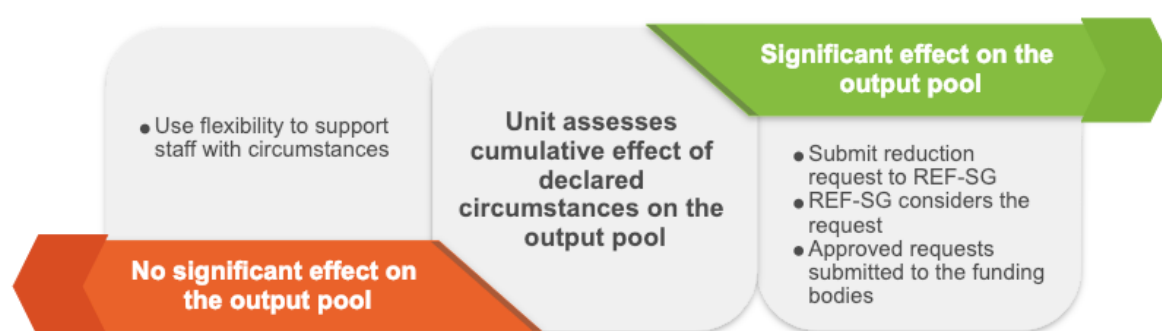 ● Use flexibility to support
staff with circumstances
No significant effect on
the output pool
Unit assesses
cumulative effect of
declared
circumstances on the
output pool
Significant effect on the
output pool
● Submit reduction
request to REF-SG
● REF-SG considers the
request
● Approved requests
submitted to the funding
bodies